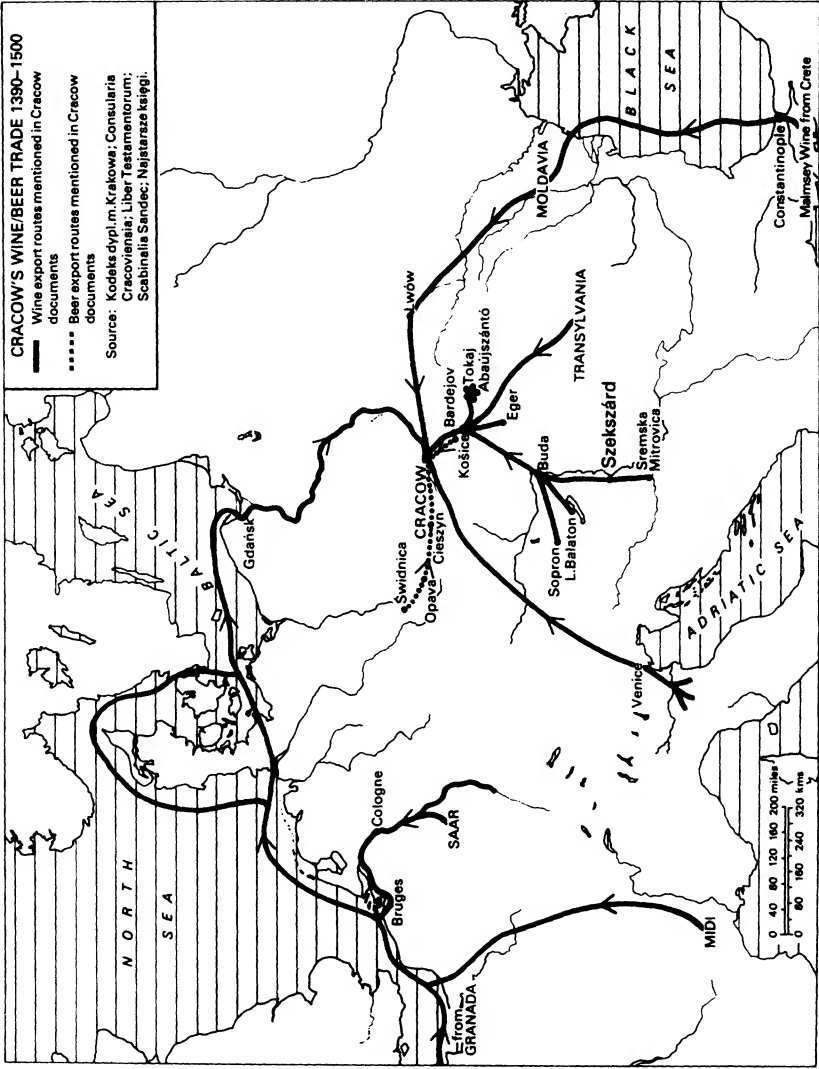 CRACOW'S WINE/BEER TRADE 1390–1500
Wine export routes mentioned in Cracow
documents
Beer export routes mentioned in Cracow
documents
Source: Kodeks dypl.m.Krakowa; Consularia
Cracoviensia; Liber Testamentorum;
Scabinalia Sandec; Najstarsze księgi.
NORTH
SEA
BALTIC SEA
Gdańsk
Lwów
MOLDAVIA
BLACK
SEA
Constantinople
Malmsey Wine from Crete
Świdnica
Opava
Cieszyn
CRACOW
Bardejov
Košice
Tokaj
Abaújszántó
Eger
TRANSYLVANIA
Buda
Szekszárd
Sremska
Mitrovica
Sopron
L.Balaton
Venice
ADRIATIC SEA
Cologne
SAAR
Bruges
MIDI
from
GRANADA
0 40 80 120 160 200 miles
0 80 160 240 320 kms